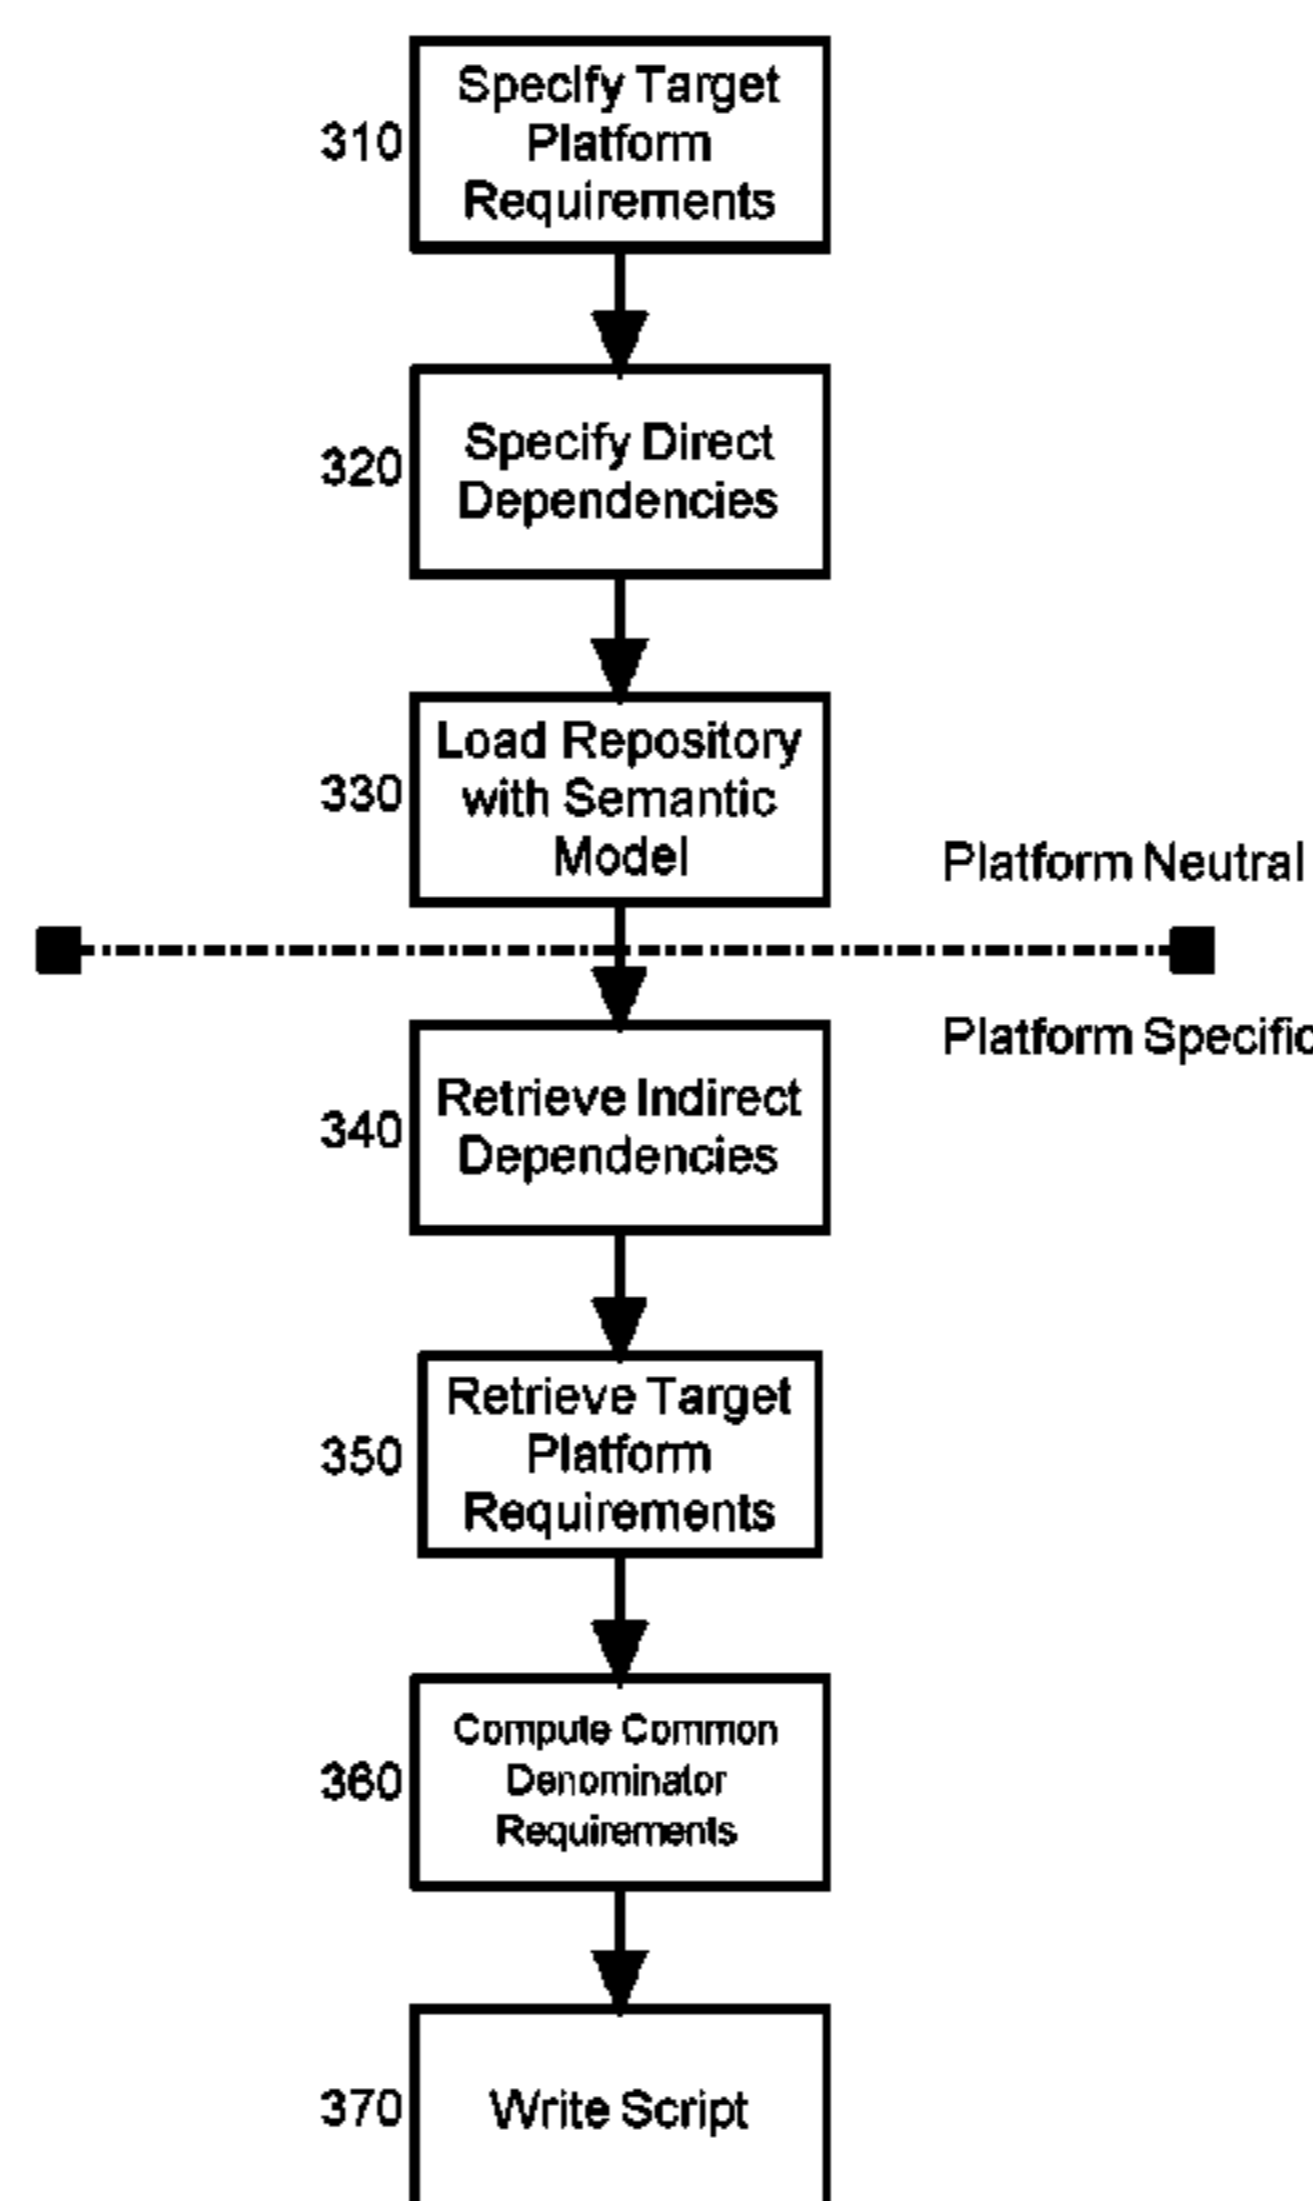 Specify Target
Platform
Requirements
310
Specify Direct
Dependencies
320
Load Repository
with Semantic
Model
330
Platform Neutral
Platform Specific
Retrieve Indirect
Dependencies
340
Retrieve Target
Platform
Requirements
350
Compute Common
Denominator
Requirements
360
Write Script
370